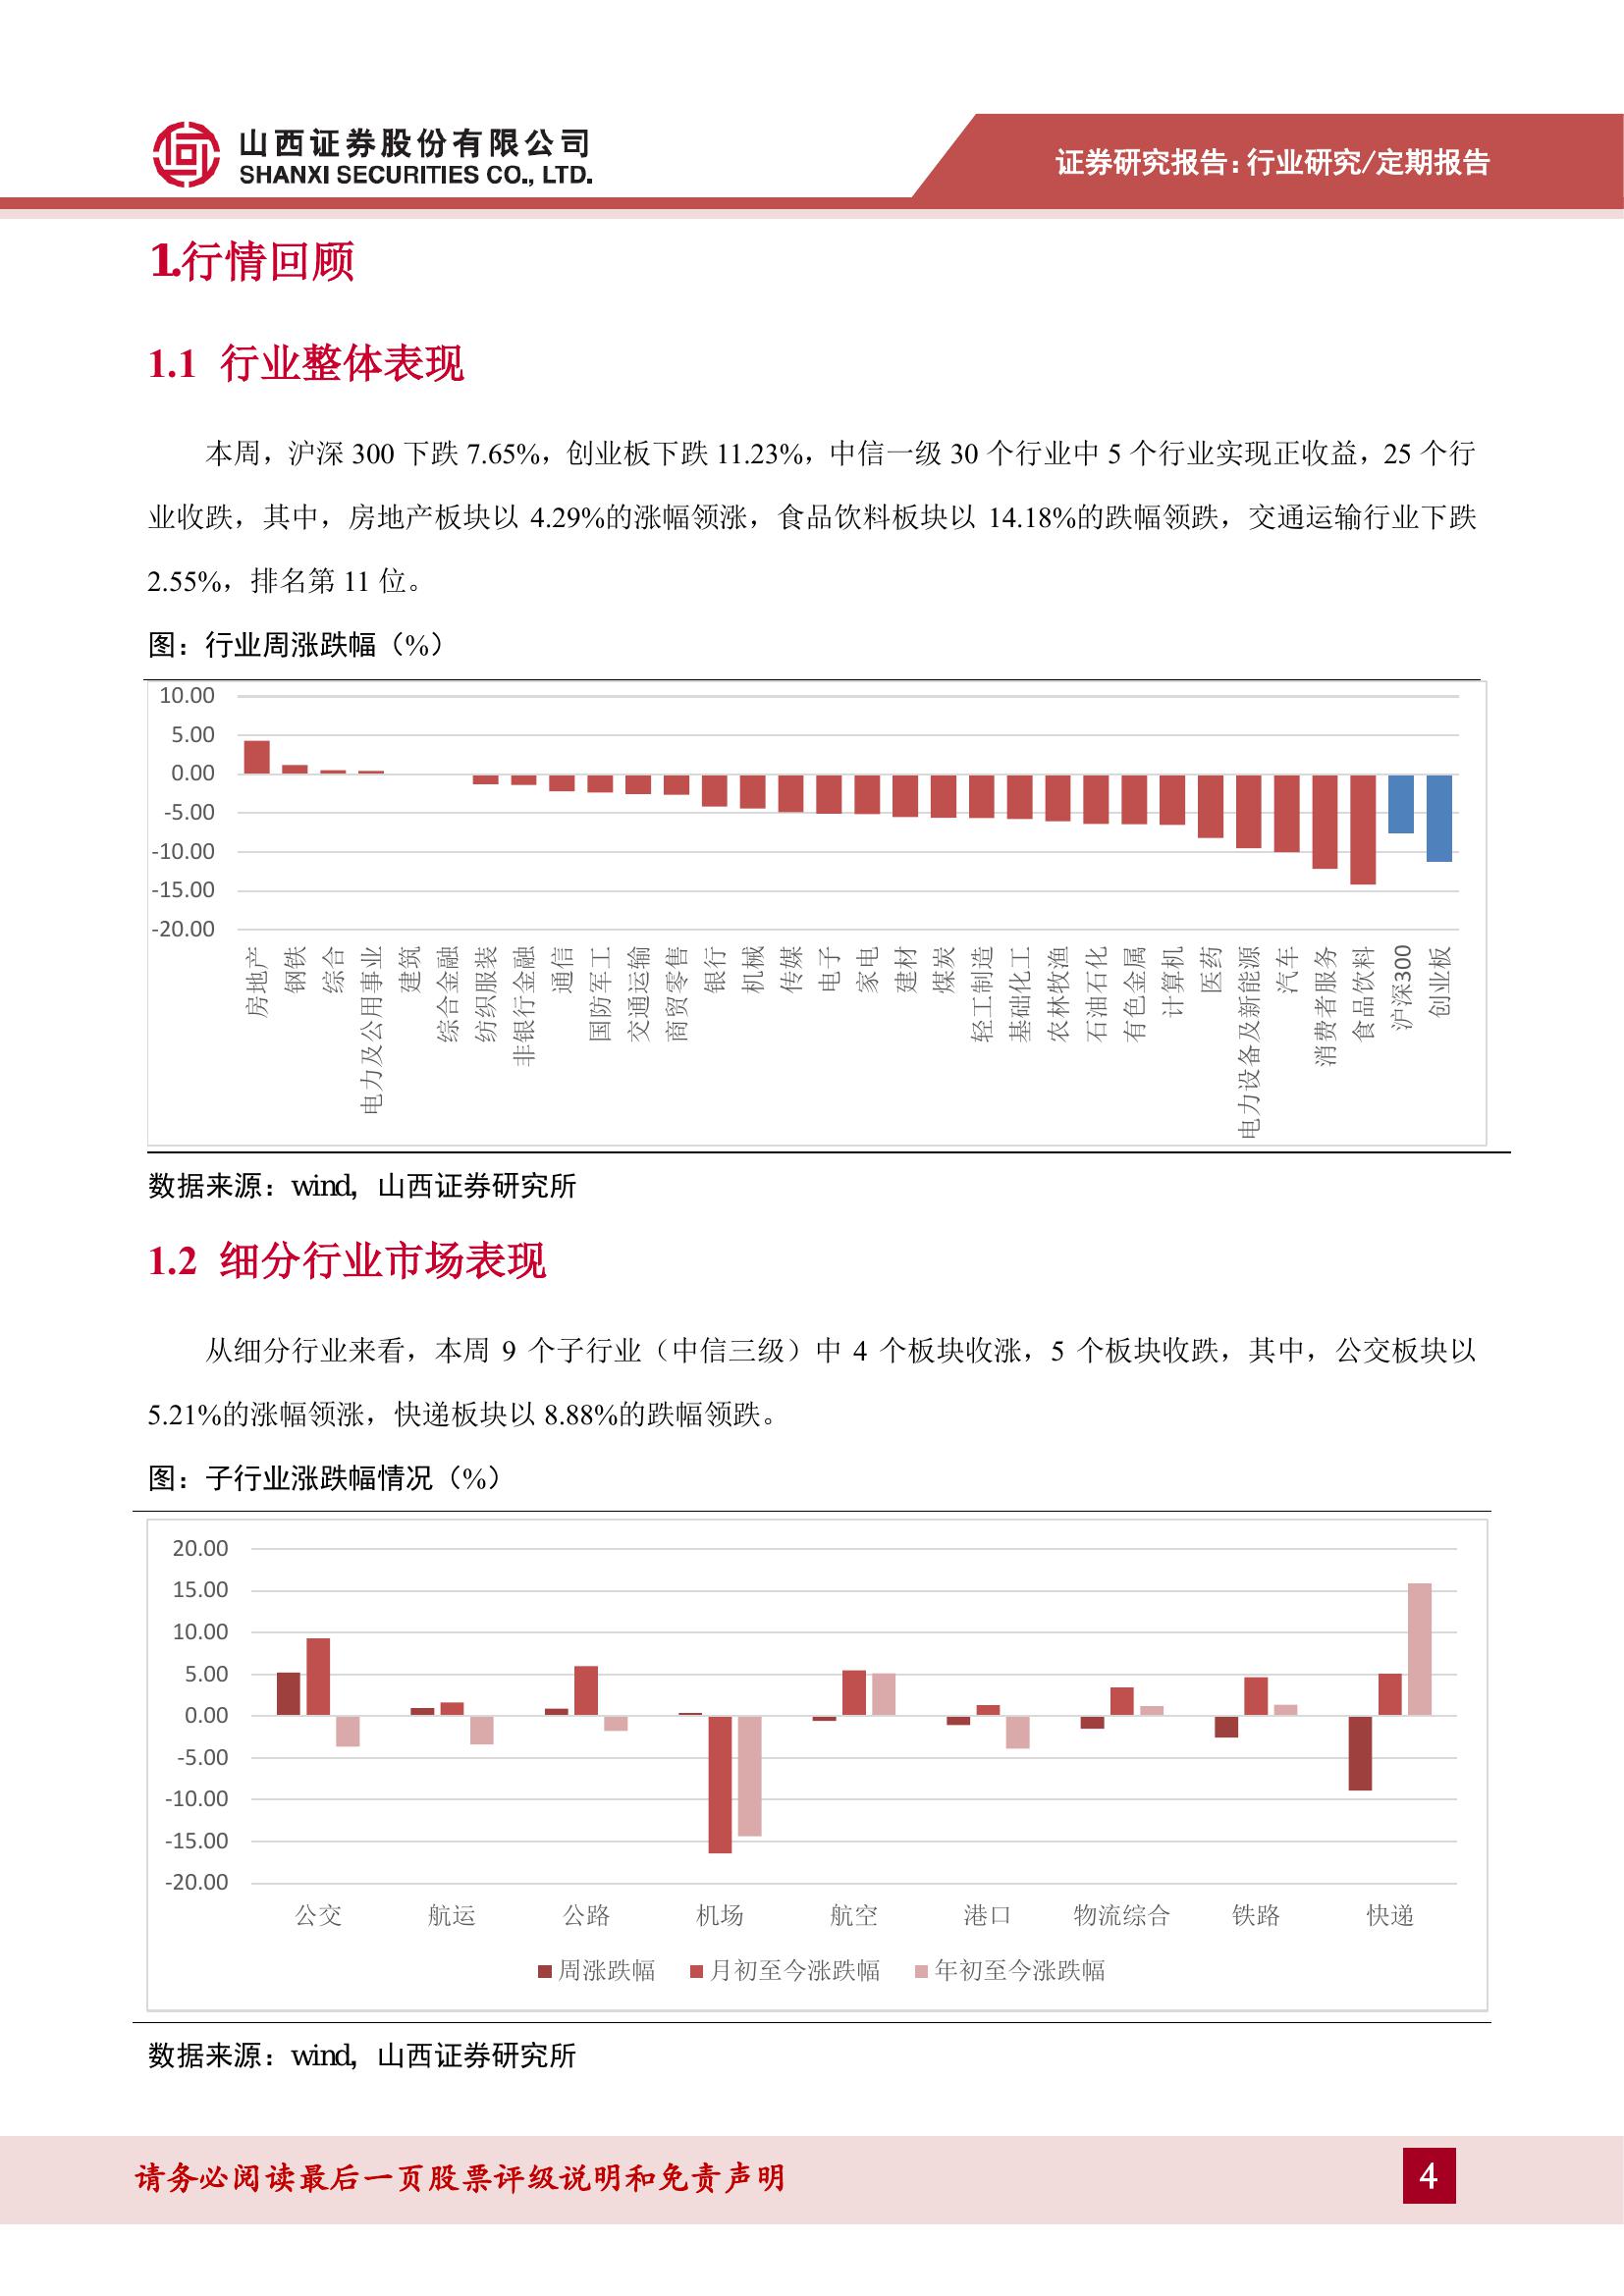 山西证券股份有限公司
SHANXI SECURITIES CO., LTD.
证券研究报告:行业研究/定期报告
1.行情回顾
1.1 行业整体表现
本周，沪深 300 下跌 7.65%，创业板下跌 11.23%，中信一级 30 个行业中 5 个行业实现正收益，25 个行
业收跌，其中，房地产板块以 4.29%的涨幅领涨，食品饮料板块以 14.18%的跌幅领跌，交通运输行业下跌
2.55%，排名第 11 位。
图：行业周涨跌幅（%）
10.00
5.00
0.00
-5.00
-10.00
-15.00
-20.00
房地产
钢铁
综合
电力及公用事业
建筑
综合金融
纺织服装
非银行金融
通信
国防军工
交通运输
商贸零售
银行
机械
传媒
电子
家电
建材
煤炭
轻工制造
基础化工
农林牧渔
石油石化
有色金属
计算机
医药
电力设备及新能源
汽车
消费者服务
食品饮料
沪深300
创业板
数据来源：wind，山西证券研究所
1.2 细分行业市场表现
从细分行业来看，本周 9 个子行业（中信三级）中 4 个板块收涨，5 个板块收跌，其中，公交板块以
5.21%的涨幅领涨，快递板块以 8.88%的跌幅领跌。
图：子行业涨跌幅情况（%）
20.00
15.00
10.00
5.00
0.00
-5.00
-10.00
-15.00
-20.00
公交 航运 公路 机场 航空 港口 物流综合 铁路 快递
周涨跌幅 月初至今涨跌幅 年初至今涨跌幅
数据来源：wind，山西证券研究所
请务必阅读最后一页股票评级说明和免责声明
4